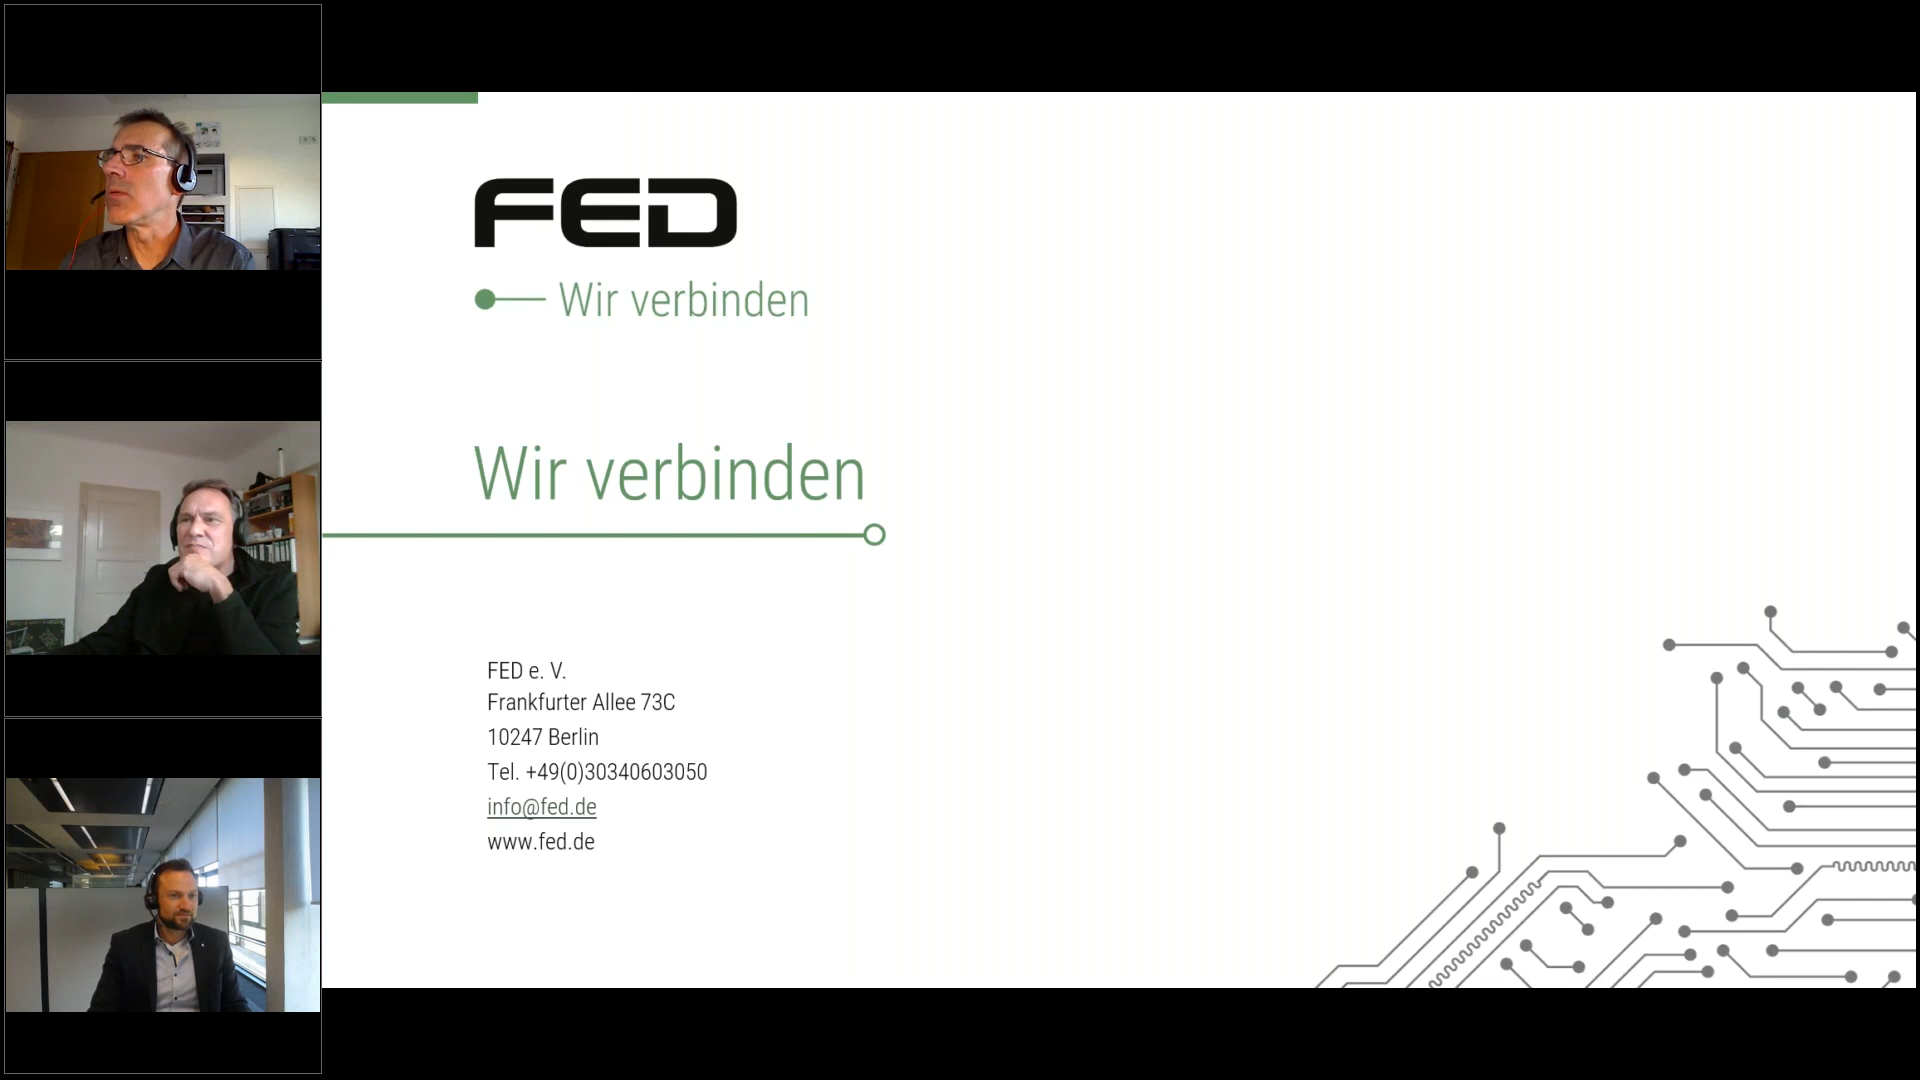 FED
Wir verbinden
Wir verbinden
FED e. V.
Frankfurter Allee 73C
10247 Berlin
Tel. +49(0)30340603050
info@fed.de
www.fed.de